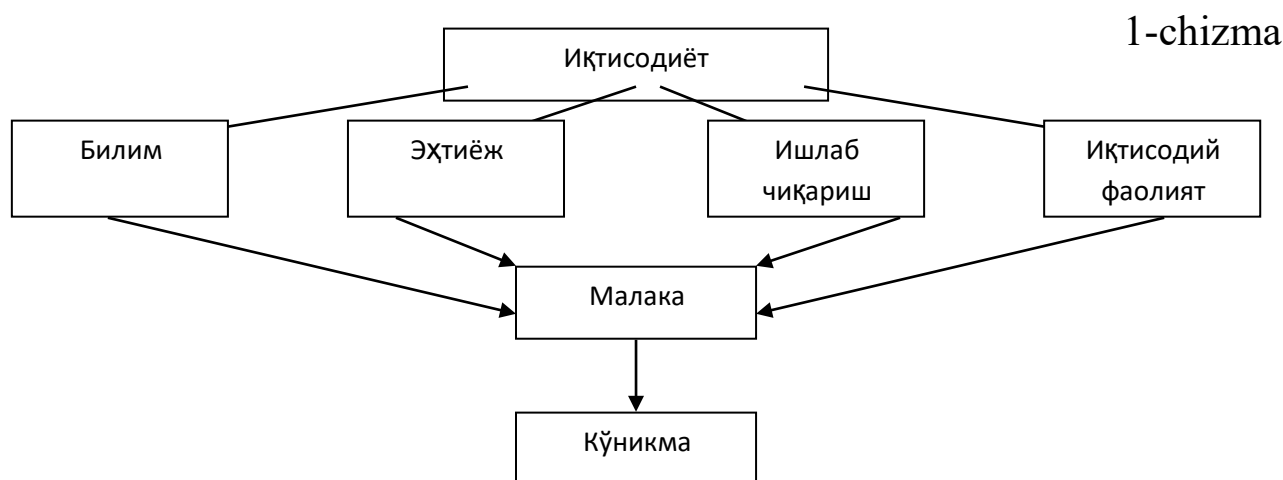 1-chizma
Иқтисодиёт
Билим
Эҳтиёж
Ишлаб
чиқариш
Иқтисодий
фаолият
Малака
Кўникма